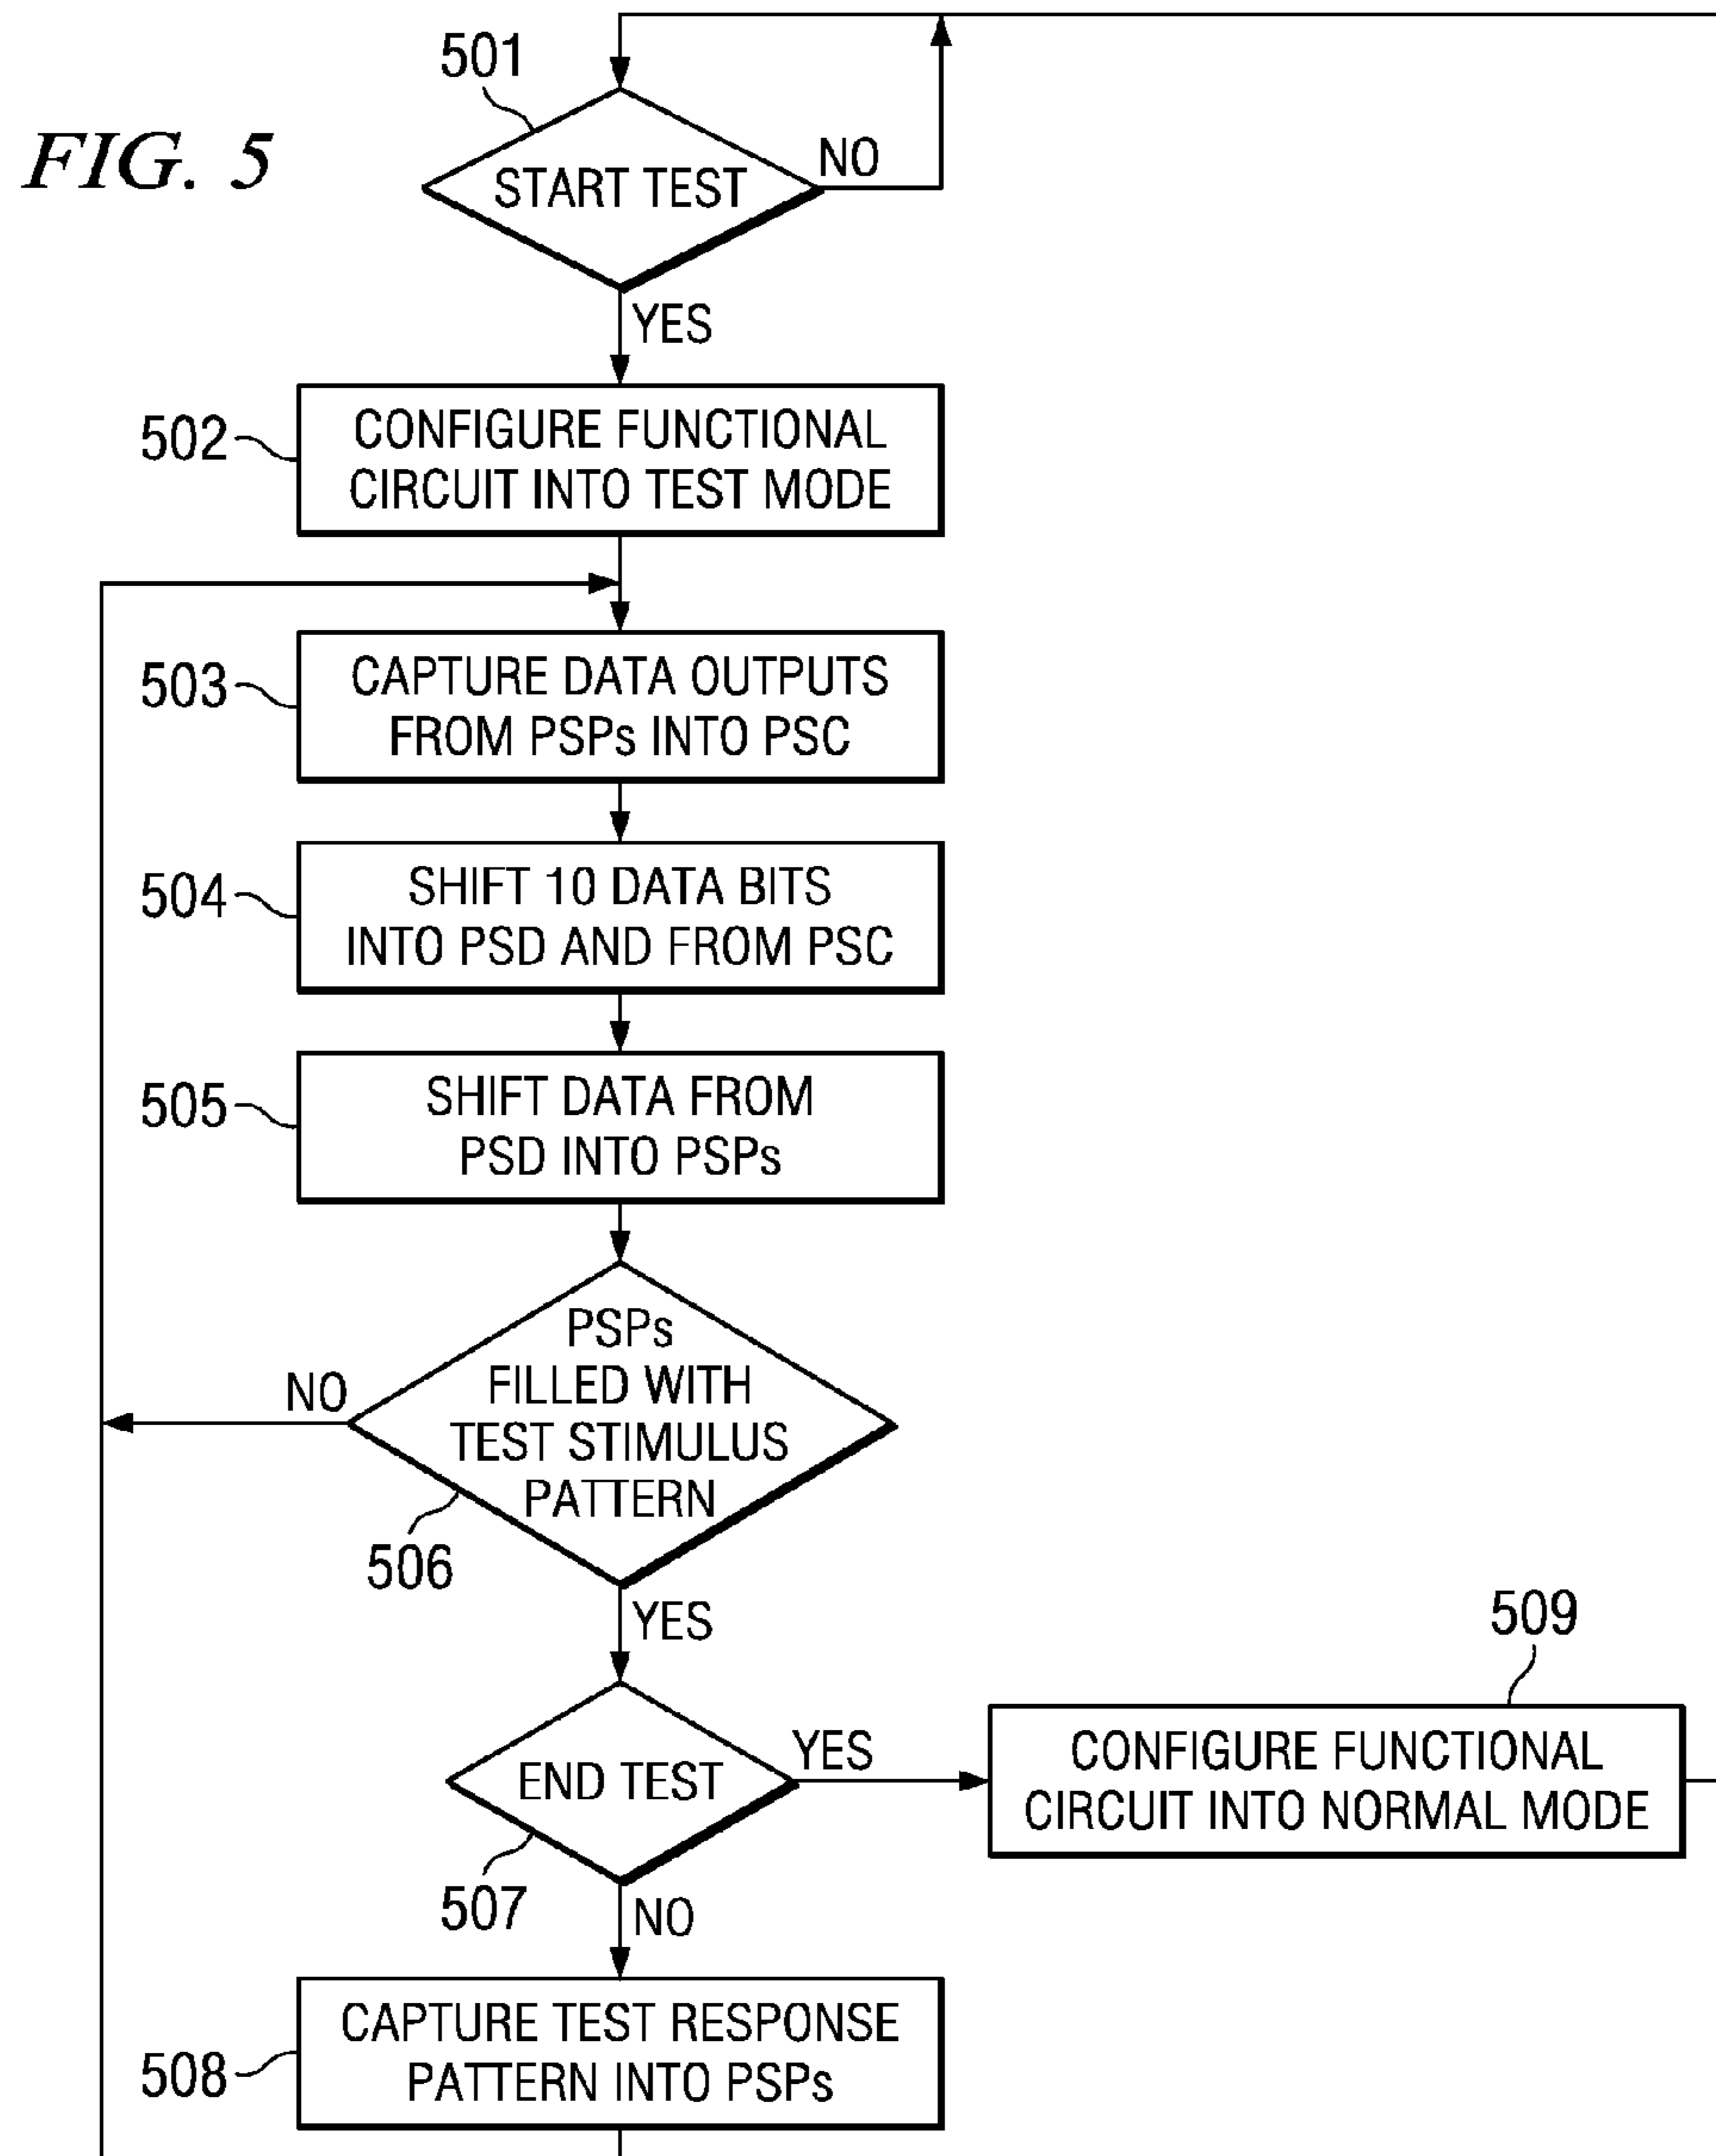 FIG. 5
501
START TEST
NO
YES
502
CONFIGURE FUNCTIONAL
CIRCUIT INTO TEST MODE
503
CAPTURE DATA OUTPUTS
FROM PSPs INTO PSC
504
SHIFT 10 DATA BITS
INTO PSD AND FROM PSC
505
SHIFT DATA FROM
PSD INTO PSPs
PSPs
FILLED WITH
TEST STIMULUS
PATTERN
NO
506
YES
END TEST
YES
507
NO
509
CONFIGURE FUNCTIONAL
CIRCUIT INTO NORMAL MODE
508
CAPTURE TEST RESPONSE
PATTERN INTO PSPs